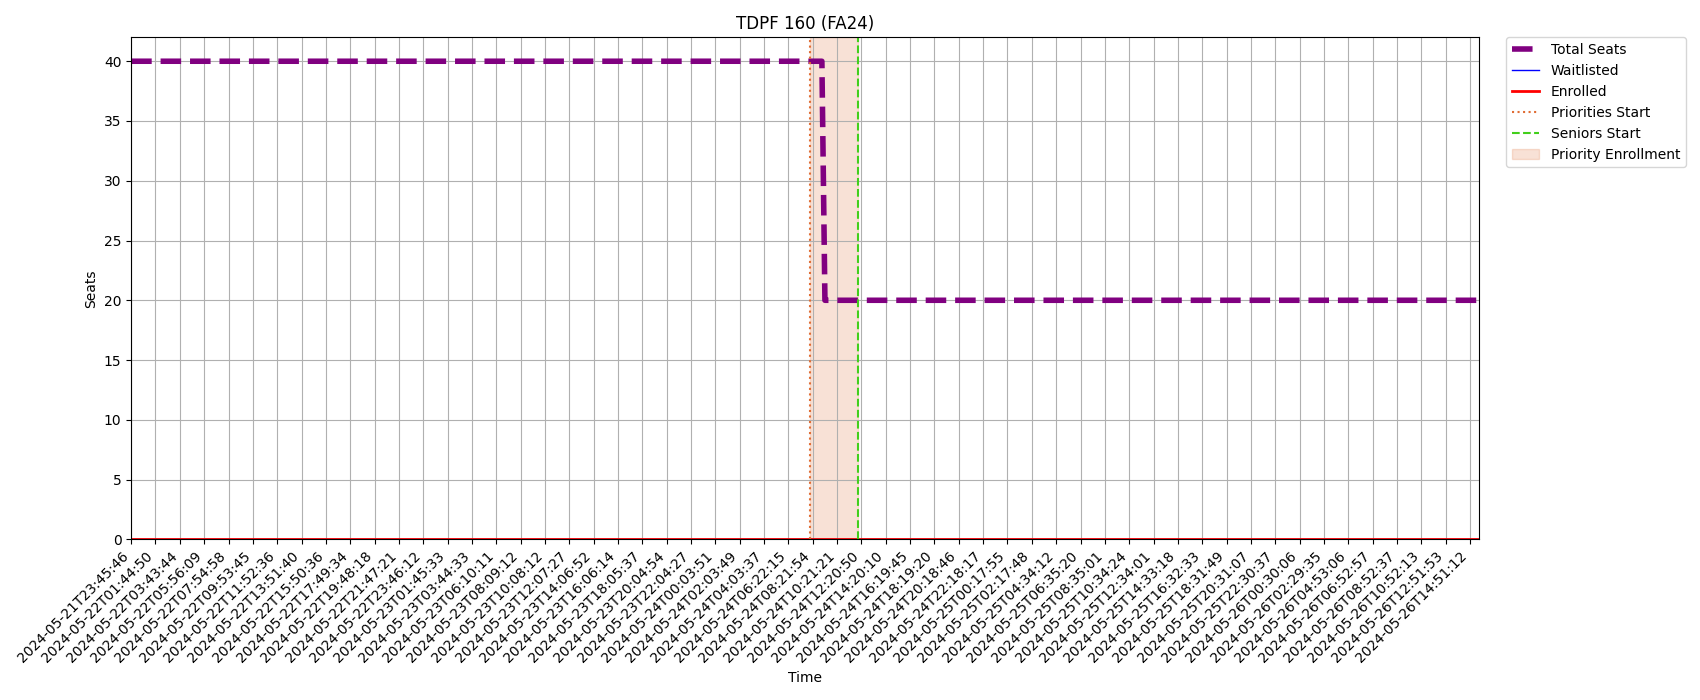 TDPF 160 (FA24)
Total Seats
Waitlisted
Enrolled
Priorities Start
Seniors Start
Priority Enrollment
Seats
40
35
30
25
20
15
10
5
0
2024-05-21T23:45:46
2024-05-22T01:44:50
2024-05-22T03:43:44
2024-05-22T05:56:09
2024-05-22T07:54:58
2024-05-22T09:53:45
2024-05-22T11:52:36
2024-05-22T13:51:40
2024-05-22T15:50:36
2024-05-22T17:49:34
2024-05-22T19:48:18
2024-05-22T21:47:21
2024-05-22T23:46:12
2024-05-23T01:45:33
2024-05-23T03:44:33
2024-05-23T06:10:11
2024-05-23T08:09:12
2024-05-23T10:08:12
2024-05-23T12:07:27
2024-05-23T14:06:52
2024-05-23T16:06:14
2024-05-23T18:05:37
2024-05-23T20:04:54
2024-05-23T22:04:27
2024-05-24T00:03:51
2024-05-24T02:03:49
2024-05-24T04:03:37
2024-05-24T06:22:15
2024-05-24T08:21:54
2024-05-24T10:21:21
2024-05-24T12:20:50
2024-05-24T14:20:10
2024-05-24T16:19:45
2024-05-24T18:19:20
2024-05-24T20:18:46
2024-05-24T22:18:17
2024-05-25T00:17:55
2024-05-25T02:17:48
2024-05-25T04:34:12
2024-05-25T06:35:20
2024-05-25T08:35:01
2024-05-25T10:34:24
2024-05-25T12:34:01
2024-05-25T14:33:18
2024-05-25T16:32:33
2024-05-25T18:31:49
2024-05-25T20:31:07
2024-05-25T22:30:37
2024-05-26T00:30:06
2024-05-26T02:29:35
2024-05-26T04:53:06
2024-05-26T06:52:57
2024-05-26T08:52:37
2024-05-26T10:52:13
2024-05-26T12:51:53
2024-05-26T14:51:12
Time